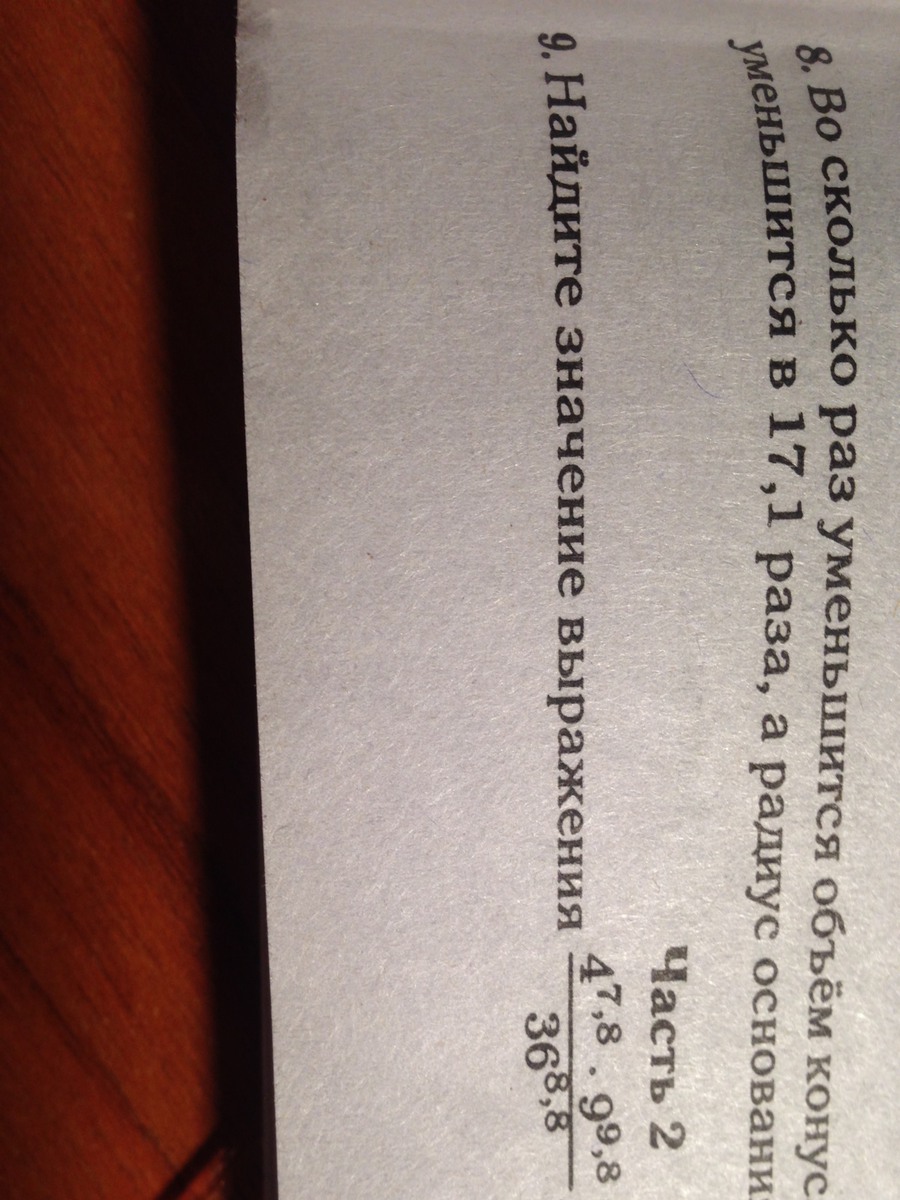 8. Во сколько раз уменьшится объём конус
уменьшится в 17,1 раза, а радиус основани
Часть 2
9. Найдите значение выражения 4^7,8 · 9^9,8 / 36^8,8